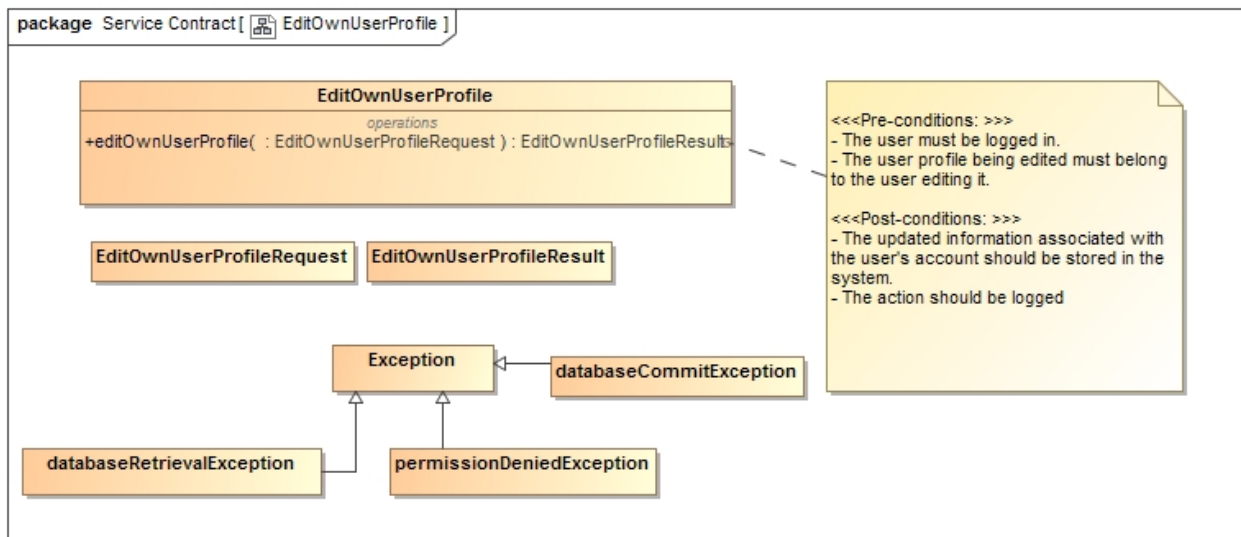 package Service Contract [ EditOwnUserProfile ]
EditOwnUserProfile
operations
+editOwnUserProfile( : EditOwnUserProfileRequest ) : EditOwnUserProfileResult
<<<Pre-conditions: >>>
- The user must be logged in.
- The user profile being edited must belong
to the user editing it.
<<<Post-conditions: >>>
- The updated information associated with
the user's account should be stored in the
system.
- The action should be logged
EditOwnUserProfileRequest
EditOwnUserProfileResult
Exception
databaseCommitException
databaseRetrievalException
permissionDeniedException